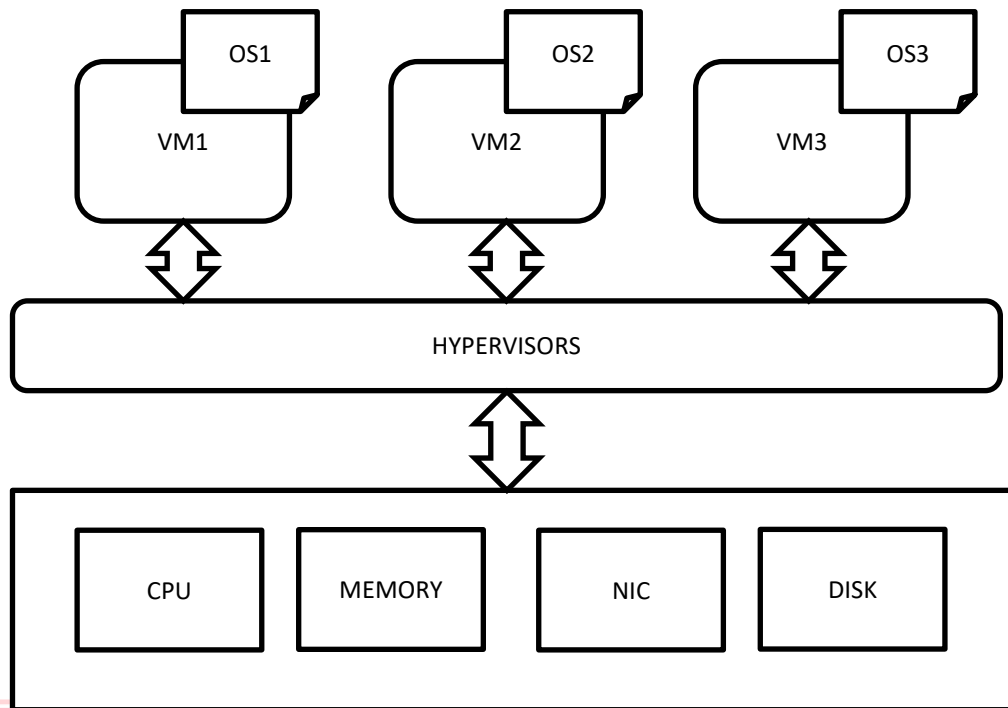 OS1
OS2
OS3
VM1
VM2
VM3
HYPERVISORS
CPU
MEMORY
NIC
DISK